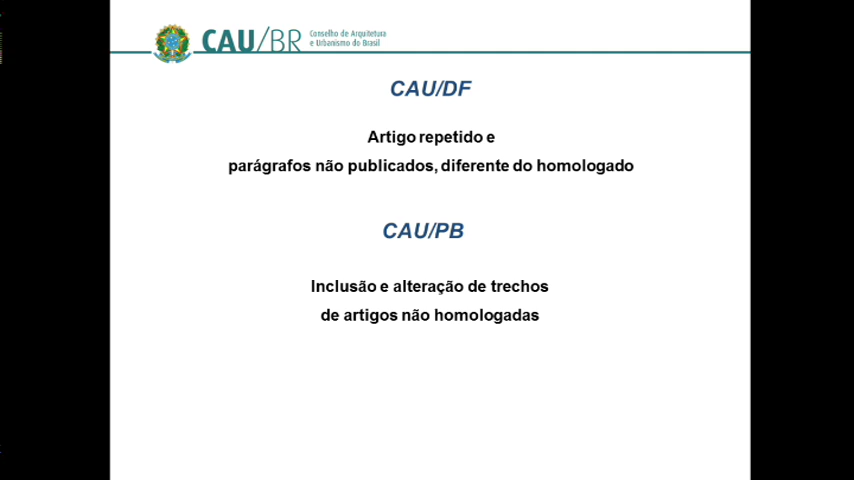 CAU/BR
Conselho de Arquitetura
e Urbanismo do Brasil
CAU/DF
Artigo repetido e
parágrafos não publicados, diferente do homologado
CAU/PB
Inclusão e alteração de trechos
de artigos não homologadas